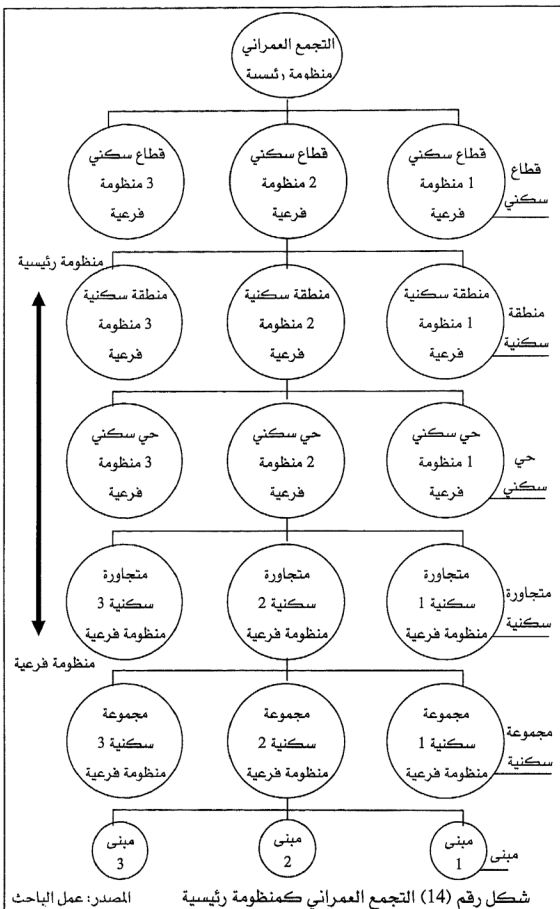 التجمع العمراني
منظومة رئيسية
قطاع سكني
1 منظومة
فرعية
قطاع سكني
2 منظومة
فرعية
قطاع سكني
3 منظومة
فرعية
قطاع
سكني
منظومة رئيسية
منطقة سكنية
1 منظومة
فرعية
منطقة سكنية
2 منظومة
فرعية
منطقة سكنية
3 منظومة
فرعية
منطقة
سكنية
حي سكني
1 منظومة
فرعية
حي سكني
2 منظومة
فرعية
حي سكني
3 منظومة
فرعية
حي
سكني
متجاورة
سكنية 1
منظومة فرعية
متجاورة
سكنية 2
منظومة فرعية
متجاورة
سكنية 3
منظومة فرعية
متجاورة
سكنية
منظومة فرعية
مجموعة
سكنية 1
منظومة فرعية
مجموعة
سكنية 2
منظومة فرعية
مجموعة
سكنية 3
منظومة فرعية
مجموعة
سكنية
مبنى
1
مبنى
2
مبنى
3
مبنى
شكل رقم (14) التجمع العمراني كمنظومة رئيسية
المصدر: عمل الباحث